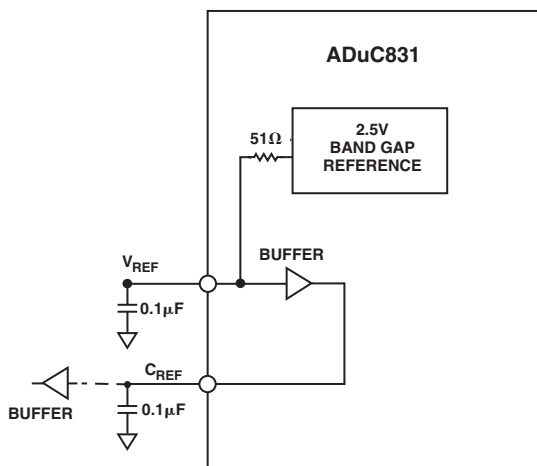 ADuC831
51Ω
2.5V
BAND GAP
REFERENCE
BUFFER
VREF
0.1μF
CREF
BUFFER
0.1μF